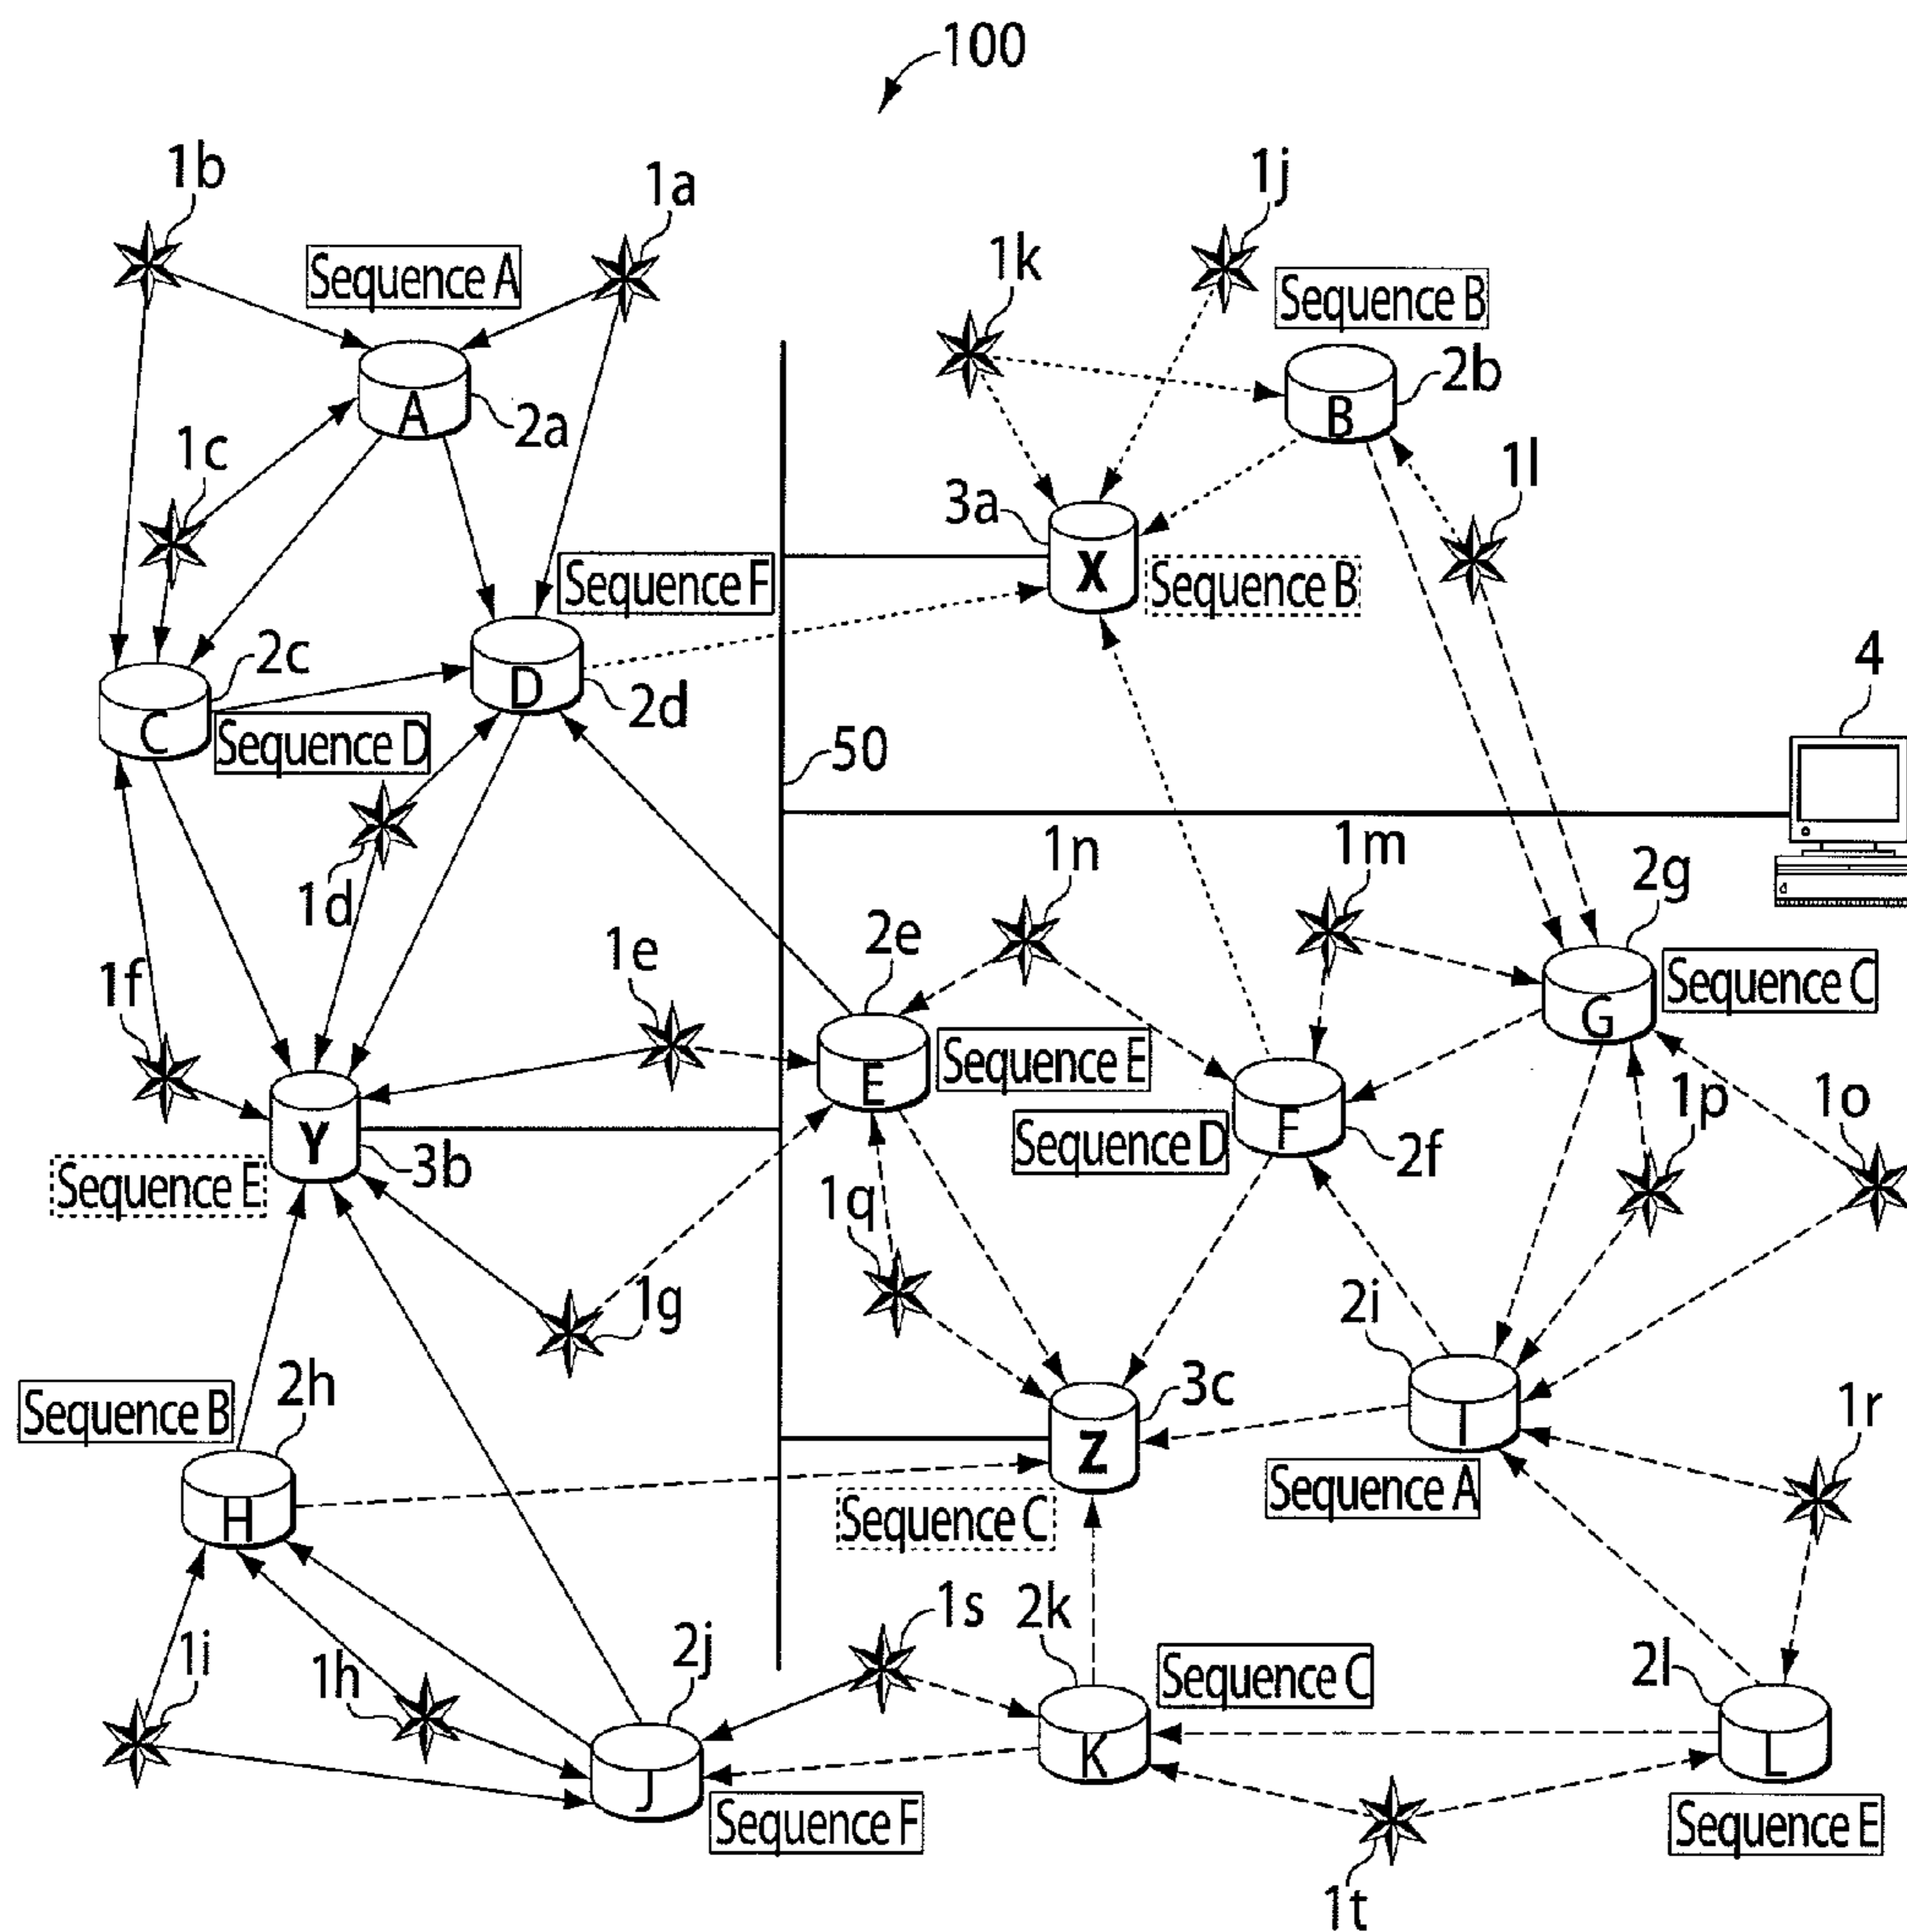 100
1b
1a
1j
1k
Sequence A
Sequence B
A
2a
B
2b
1c
3a
1l
X
Sequence F
Sequence B
2c
D
2d
4
C
Sequence D
50
1d
1n
1m
2g
1f
1e
2e
G
Sequence C
E
Sequence E
F
1p
1o
Y
3b
Sequence D
2f
Sequence E
1q
1g
2i
3c
1r
Sequence B
2h
Z
I
Sequence A
H
Sequence C
1s
2k
1i
1h
2j
Sequence C
2l
K
L
J
Sequence F
Sequence E
1t